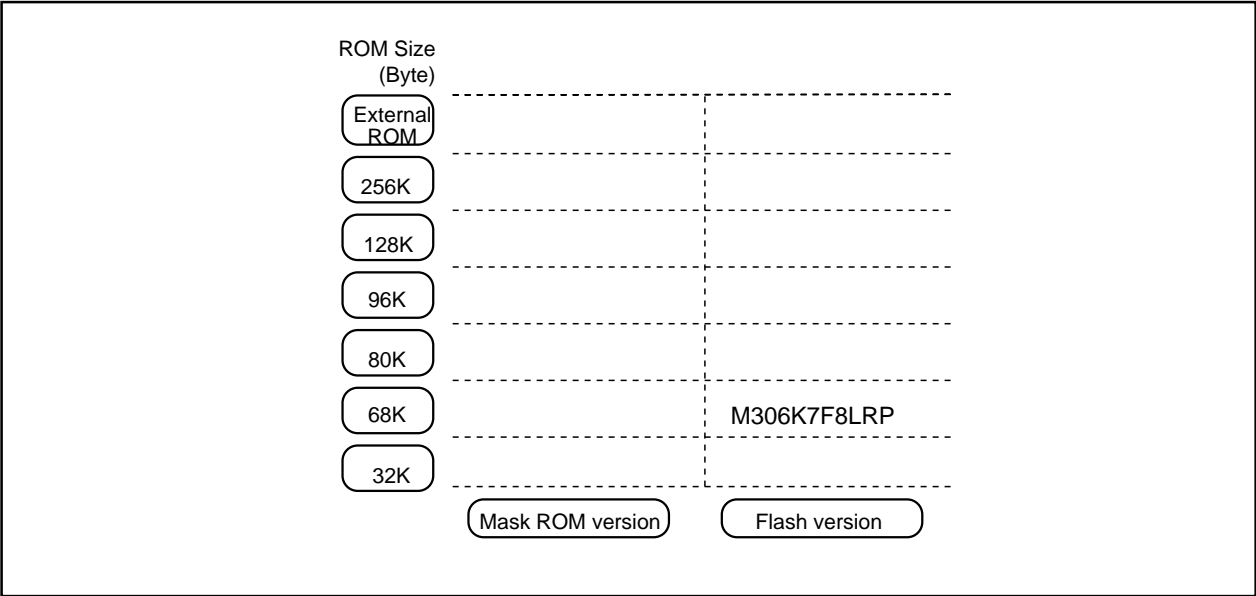 ROM Size
(Byte)
External
ROM
256K
128K
96K
80K
68K
M306K7F8LRP
32K
Mask ROM version
Flash version